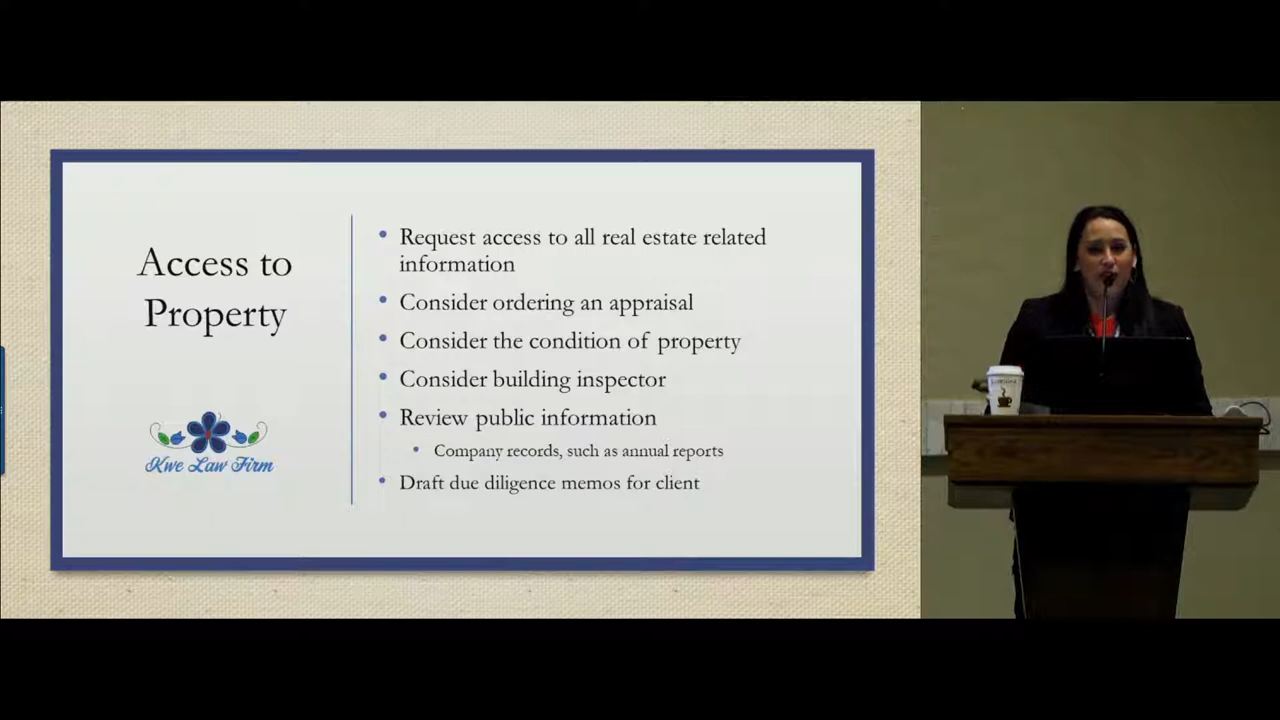 Access to
Property
Kwe Law Firm
Request access to all real estate related
information
Consider ordering an appraisal
Consider the condition of property
Consider building inspector
Review public information
Company records, such as annual reports
Draft due diligence memos for client